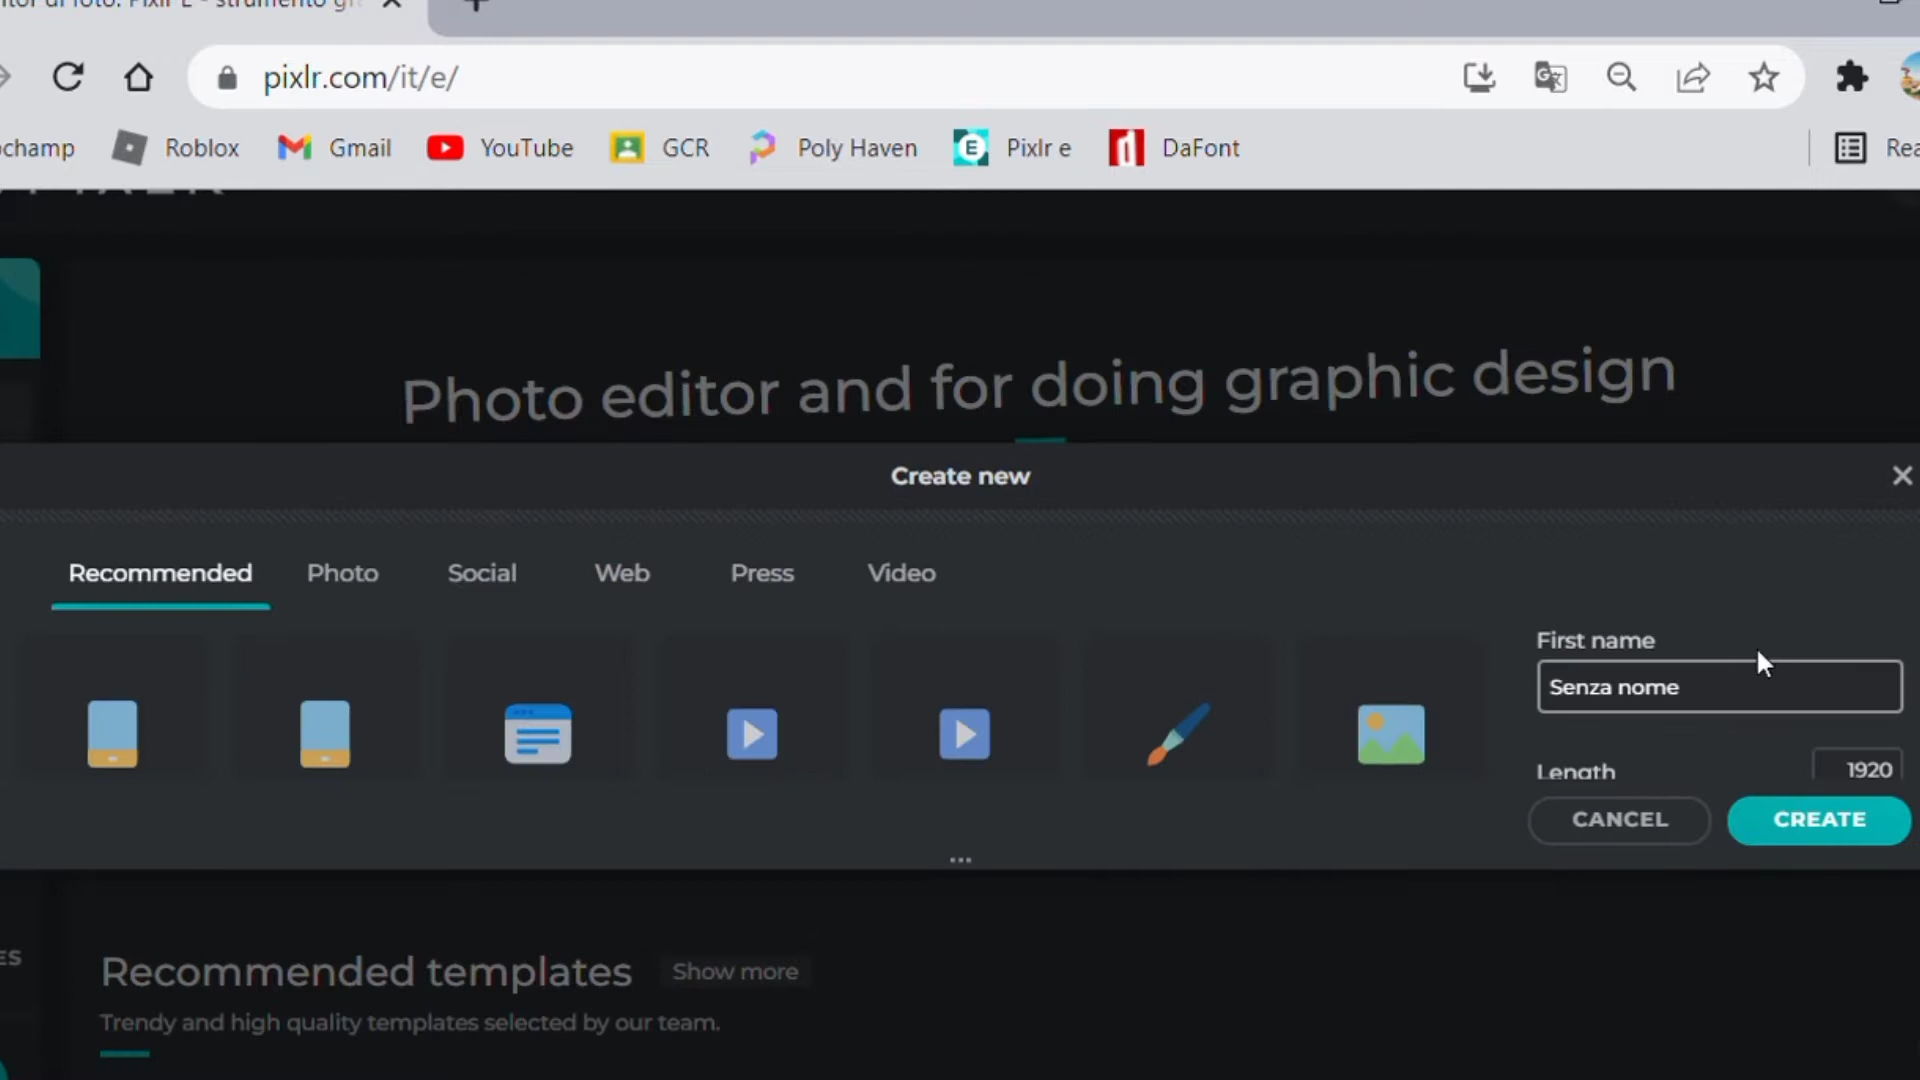 pixlr.com/it/e/
Roblox Gmail YouTube GCR Poly Haven Pixlr e DaFont
Photo editor and for doing graphic design
Create new
Recommended Photo Social Web Press Video
First name
Senza nome
Length 1920
CANCEL CREATE
...
Recommended templates Show more
Trendy and high quality templates selected by our team.